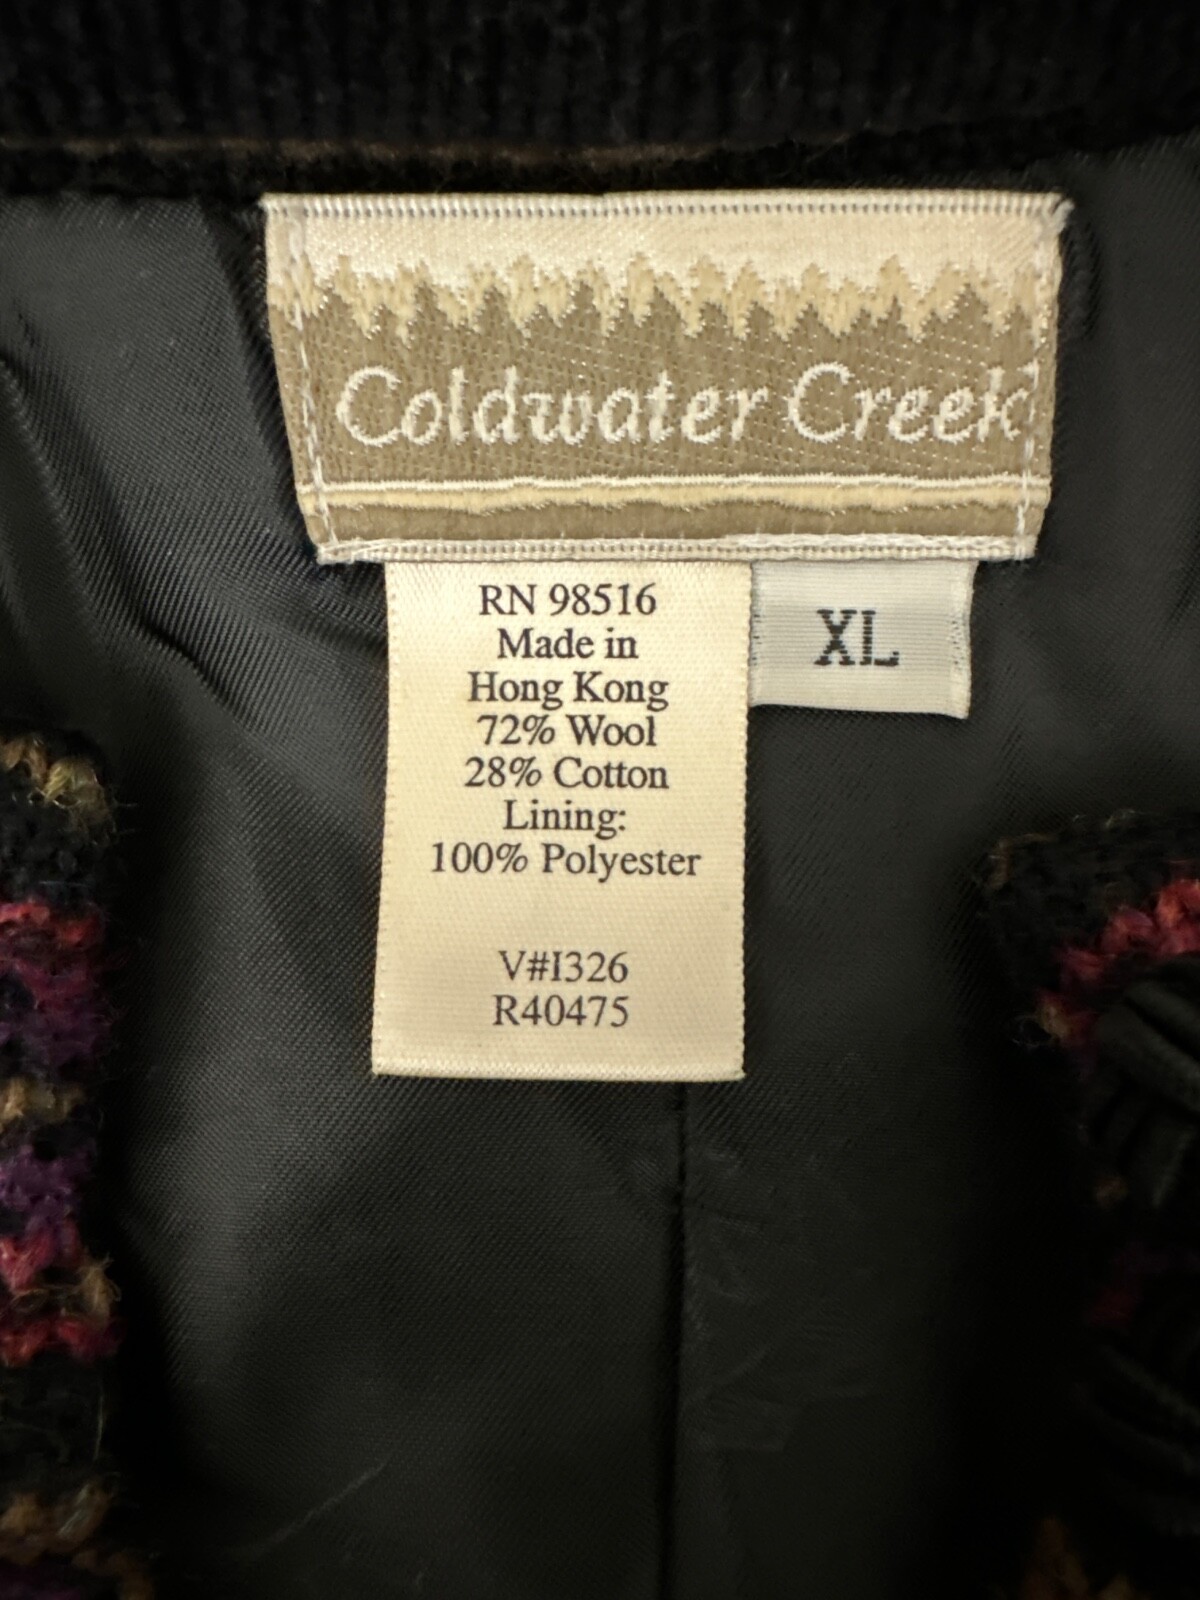 Coldwater Creek
RN 98516
Made in
Hong Kong
72% Wool
28% Cotton
Lining:
100% Polyester
V#I326
R40475
XL